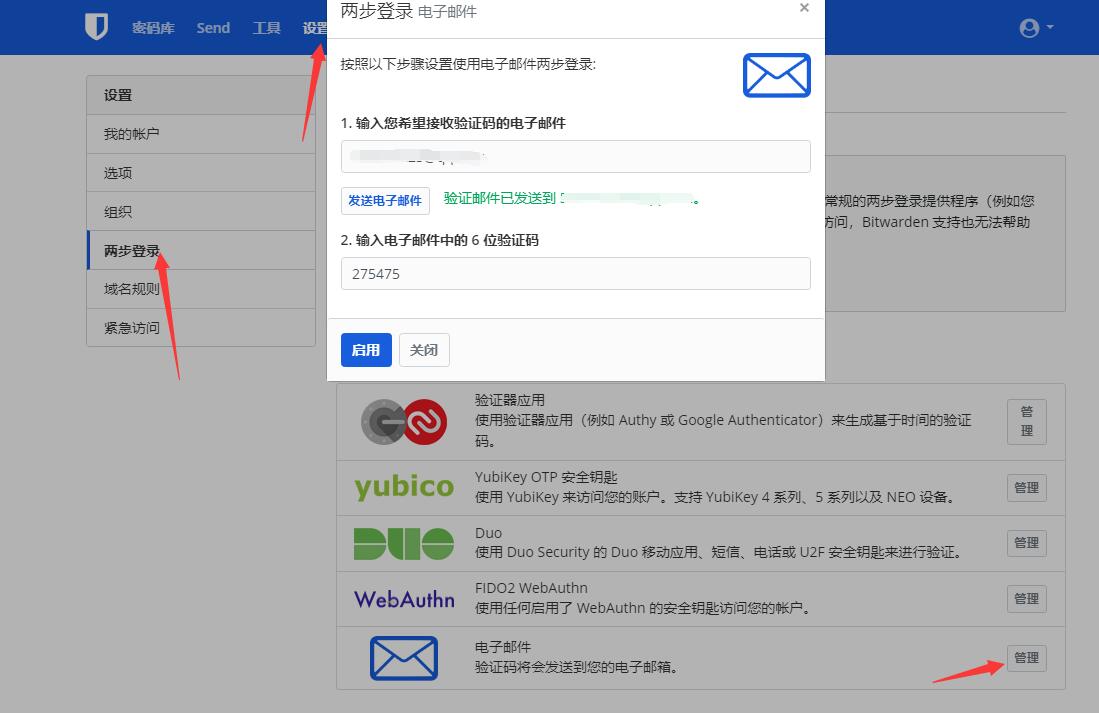 密码库 Send 工具 设置
两步登录 电子邮件
×
按照以下步骤设置使用电子邮件两步登录:
设置
我的帐户
选项
组织
两步登录
域名规则
紧急访问
1. 输入您希望接收验证码的电子邮件
发送电子邮件 验证邮件已发送到
2. 输入电子邮件中的 6 位验证码
275475
启用 关闭
常规的两步登录提供程序（例如您
访问，Bitwarden 支持也无法帮助
验证器应用
使用验证器应用（例如 Authy 或 Google Authenticator）来生成基于时间的验证
码。
管
理
yubico
YubiKey OTP 安全钥匙
使用 YubiKey 来访问您的账户。支持 YubiKey 4 系列、5 系列以及 NEO 设备。
管理
DUO
Duo
使用 Duo Security 的 Duo 移动应用、短信、电话或 U2F 安全钥匙来进行验证。
管理
WebAuthn
FIDO2 WebAuthn
使用任何启用了 WebAuthn 的安全钥匙访问您的帐户。
管理
电子邮件
验证码将会发送到您的电子邮箱。
管理